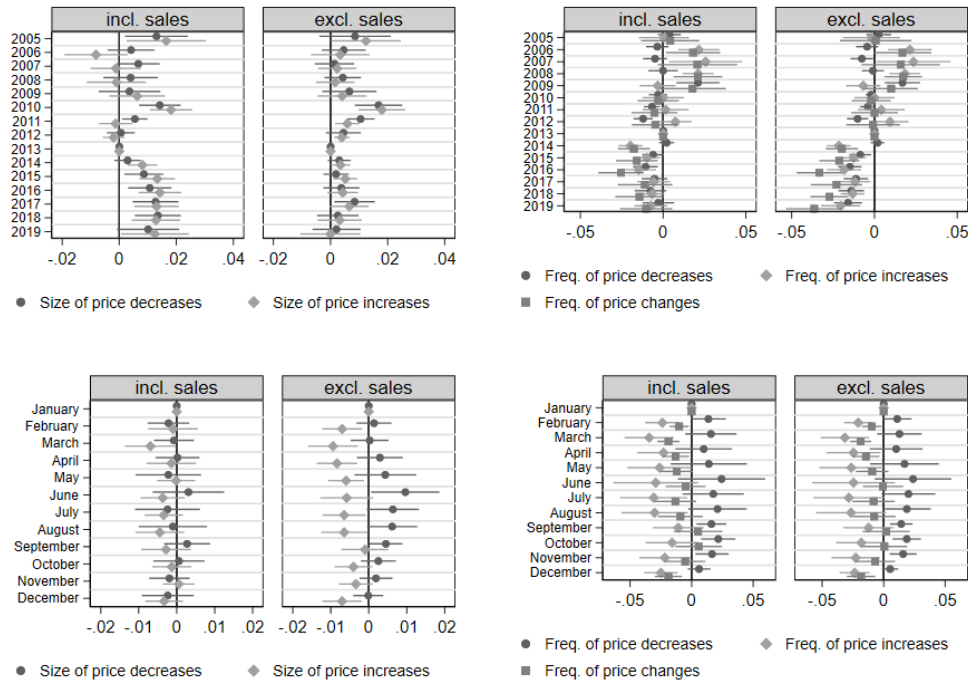 incl. sales
excl. sales
2005
2006
2007
2008
2009
2010
2011
2012
2013
2014
2015
2016
2017
2018
2019
-.02 0 .02 .04 -.02 0 .02 .04
Size of price decreases Size of price increases
incl. sales
excl. sales
2005
2006
2007
2008
2009
2010
2011
2012
2013
2014
2015
2016
2017
2018
2019
-.05 0 .05 -.05 0 .05
Freq. of price decreases Freq. of price increases
Freq. of price changes
incl. sales
excl. sales
January
February
March
April
May
June
July
August
September
October
November
December
-.02 -.01 0 .01 .02 -.02 -.01 0 .01 .02
Size of price decreases Size of price increases
incl. sales
excl. sales
January
February
March
April
May
June
July
August
September
October
November
December
-.05 0 .05 -.05 0 .05
Freq. of price decreases Freq. of price increases
Freq. of price changes